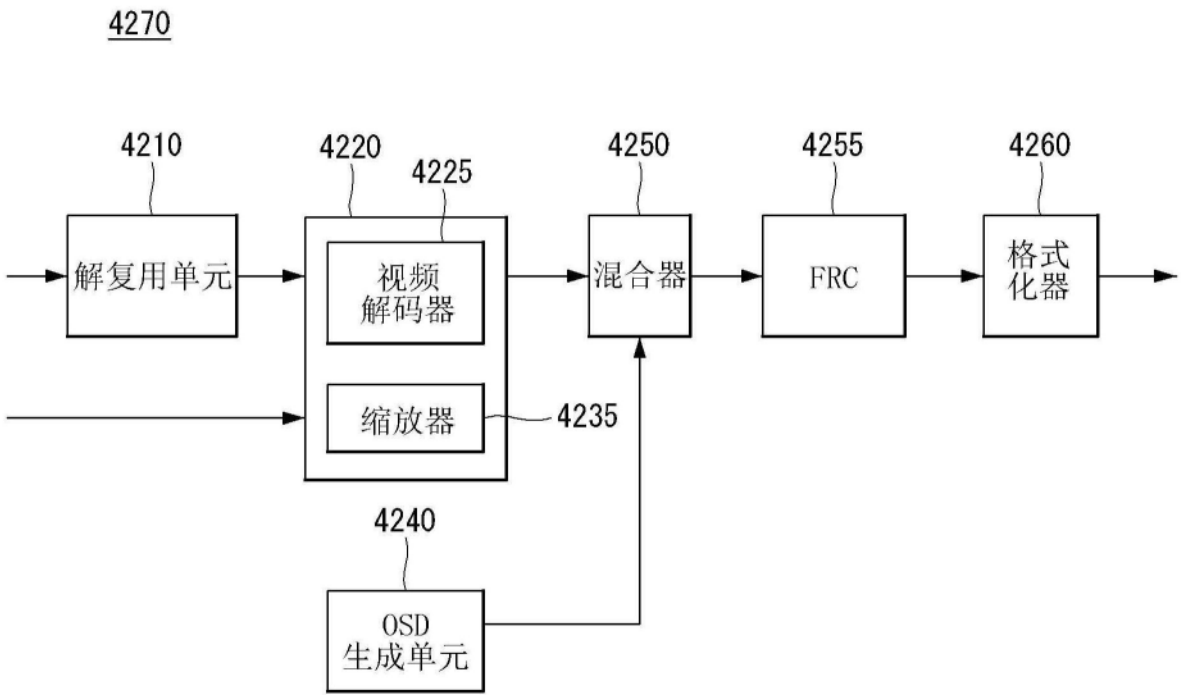 4270
4210
4220
4225
4250
4255
4260
解复用单元
视频
解码器
混合器
FRC
格式
化器
缩放器
4235
4240
OSD
生成单元